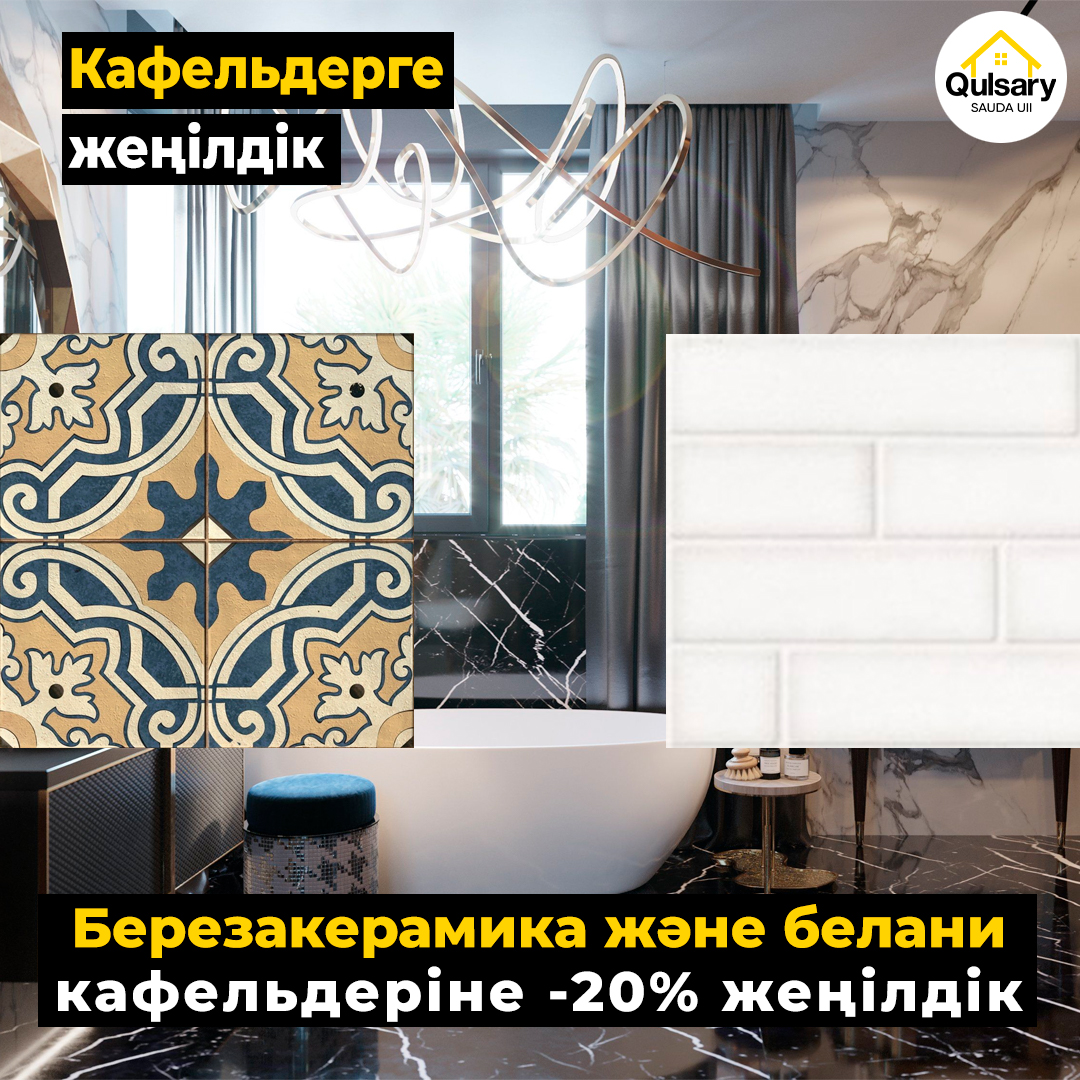 Кафельдерге
жеңілдік
Qulsary
SAUDA UII
Березакерамика және белани
кафельдеріне -20% жеңілдік